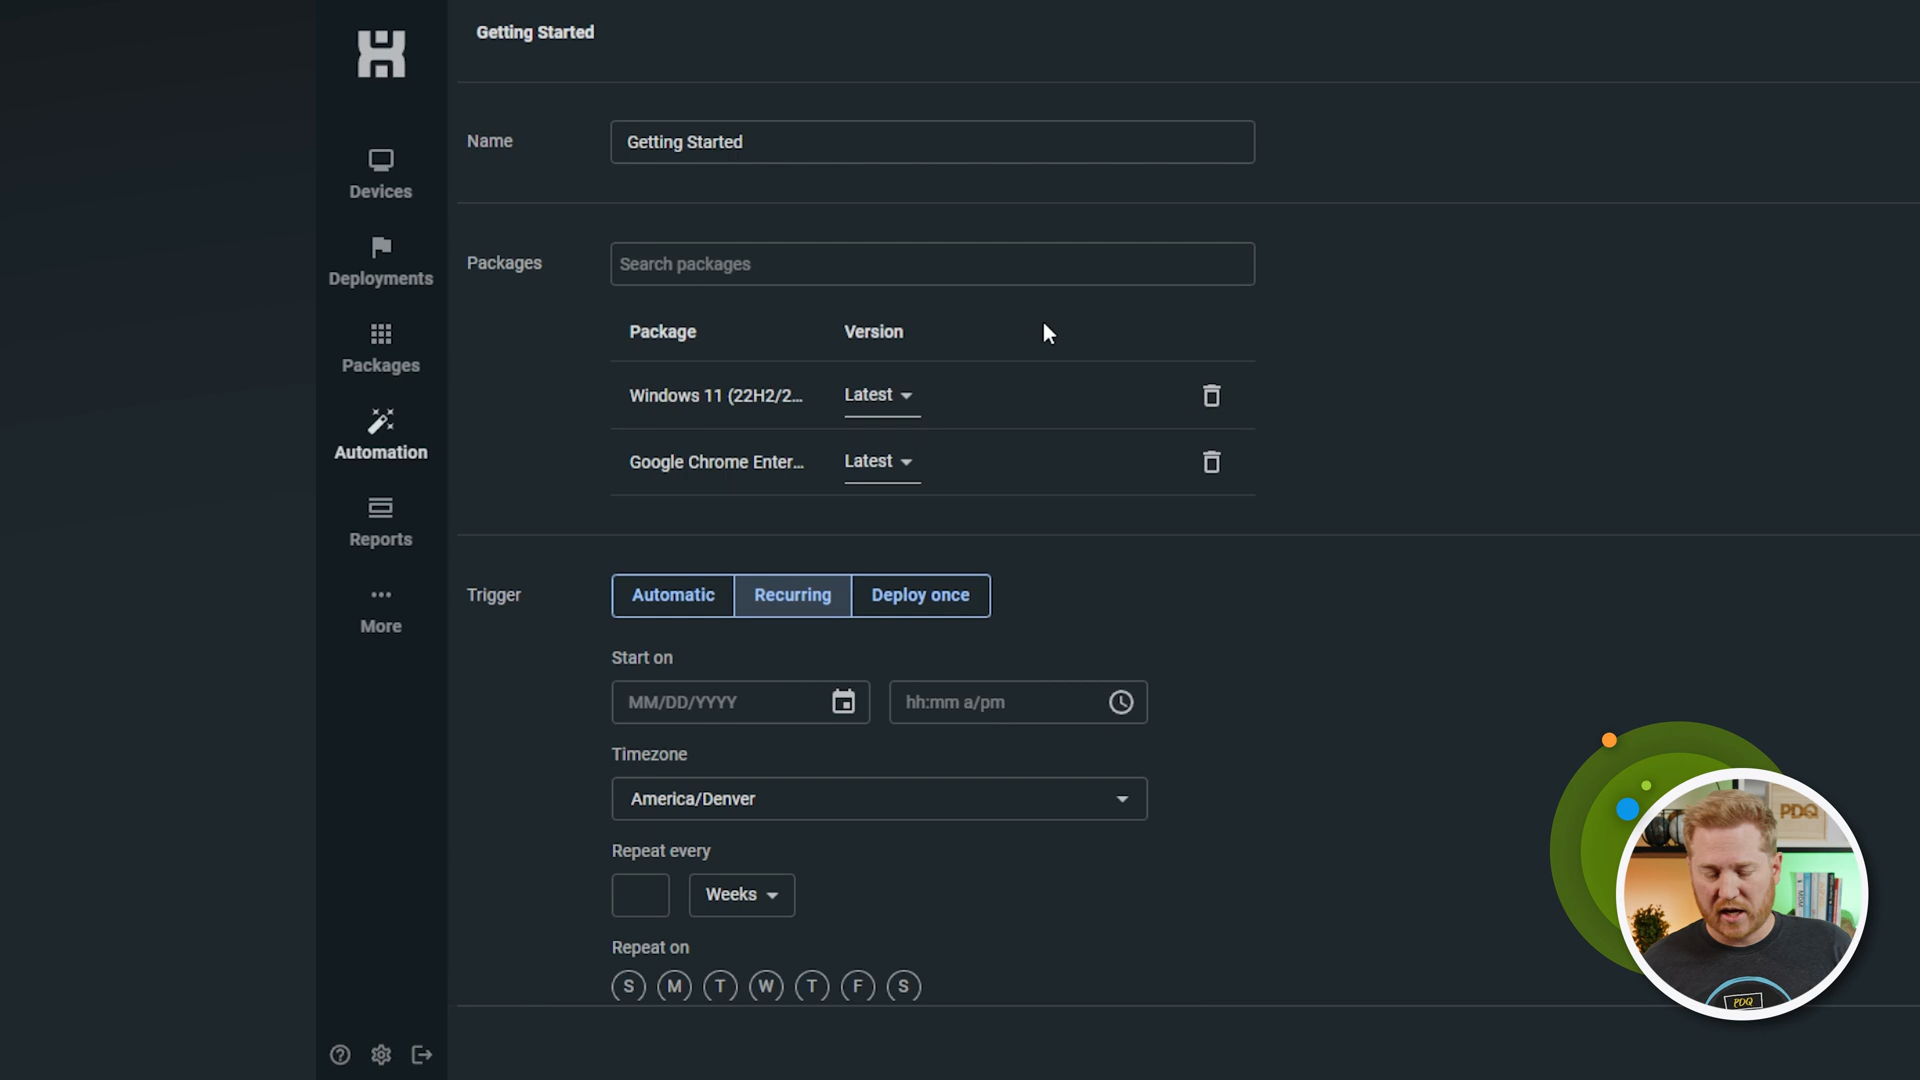 Getting Started
Name
Getting Started
Devices
Deployments
Packages
Search packages
Package Version
Packages
Windows 11 (22H2/2... Latest
Google Chrome Enter... Latest
Automation
Reports
Trigger
Automatic Recurring Deploy once
More
Start on
MM/DD/YYYY hh:mm a/pm
Timezone
America/Denver
Repeat every
Weeks
Repeat on
S M T W T F S
PDQ
PDQ